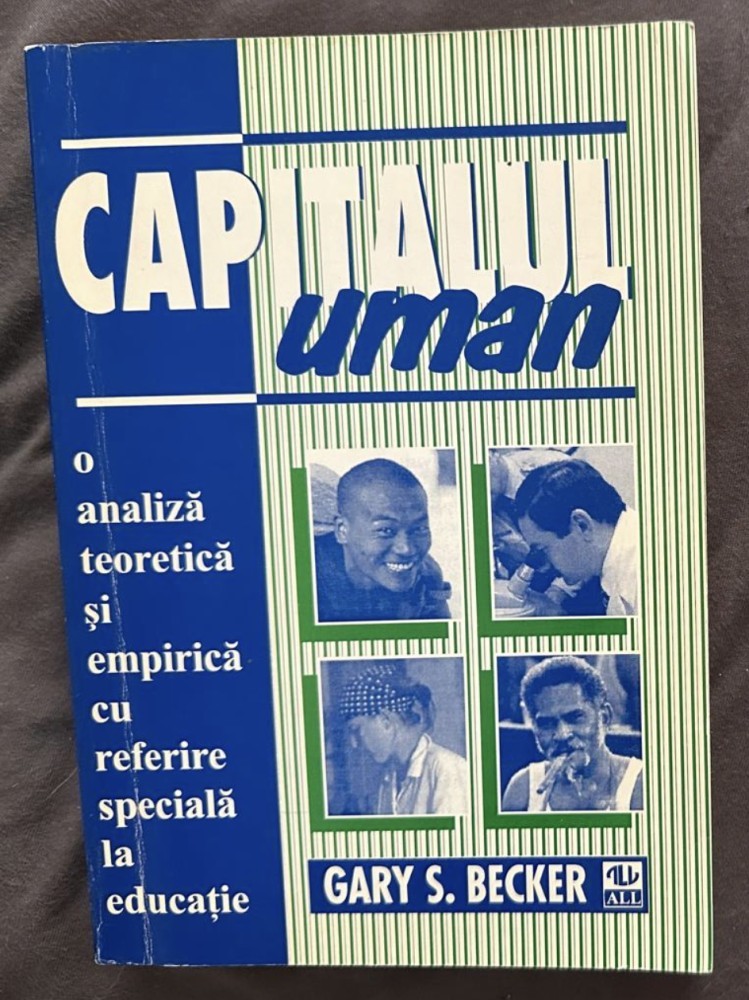 CAPITALUL
uman
o
analiză
teoretică
şi
empirică
cu
referire
specială
la
educaţie
GARY S. BECKER
ALL